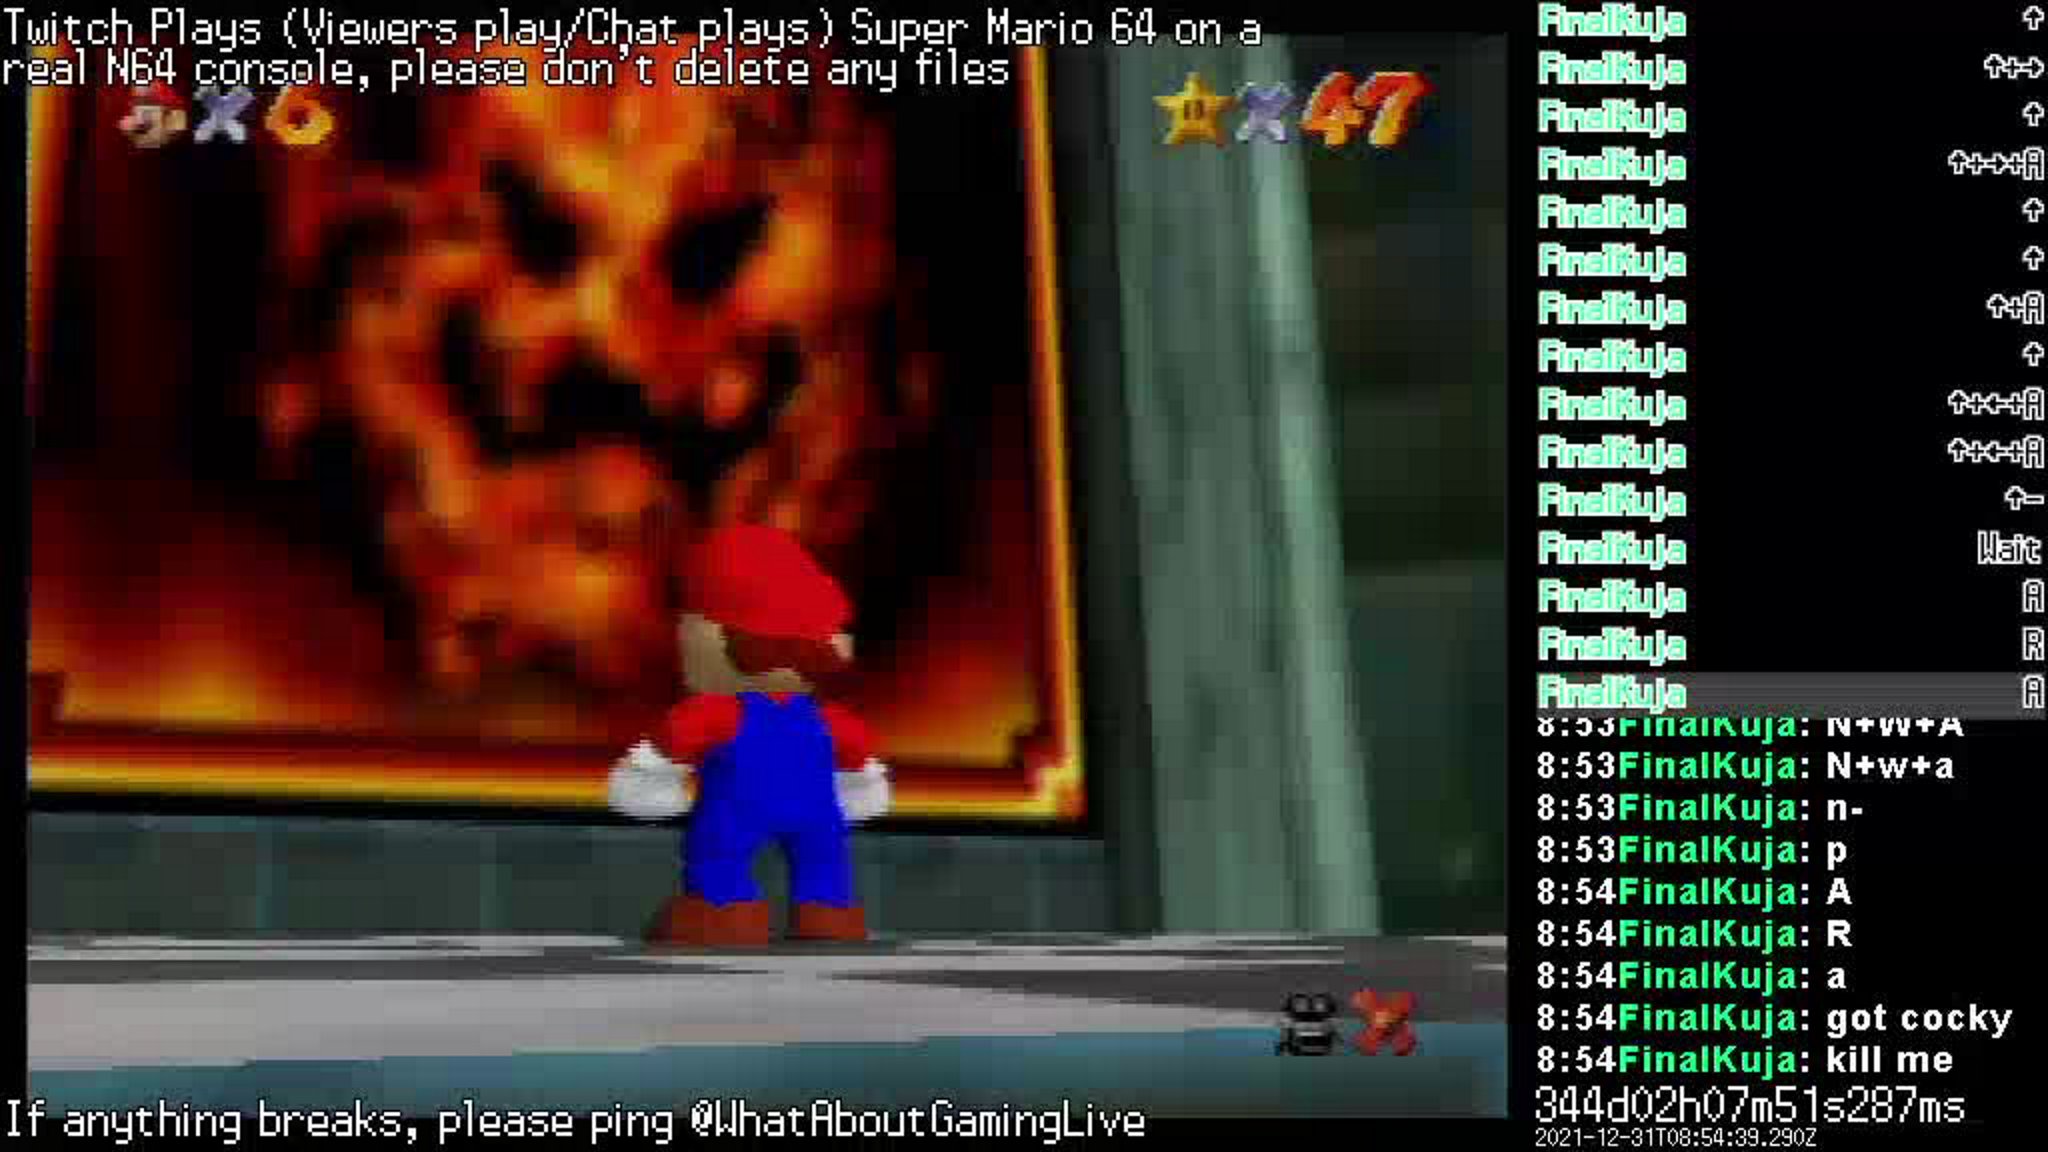 Twitch Plays (Viewers play/Chat plays) Super Mario 64 on a
real N64 console, please don't delete any files
×6
×47
FinalKuja ↑
FinalKuja ↑+→
FinalKuja ↑
FinalKuja ↑+→+A
FinalKuja ↑
FinalKuja ↑
FinalKuja ↑+A
FinalKuja ↑
FinalKuja ↑+←+A
FinalKuja ↑+←+A
FinalKuja ↑-
FinalKuja Wait
FinalKuja A
FinalKuja R
FinalKuja A
8:53FinalKuja: N+W+A
8:53FinalKuja: N+w+a
8:53FinalKuja: n-
8:53FinalKuja: p
8:54FinalKuja: A
8:54FinalKuja: R
8:54FinalKuja: a
8:54FinalKuja: got cocky
8:54FinalKuja: kill me
344d02h07m51s287ms
2021-12-31T08:54:39.290Z
If anything breaks, please ping @WhatAboutGamingLive